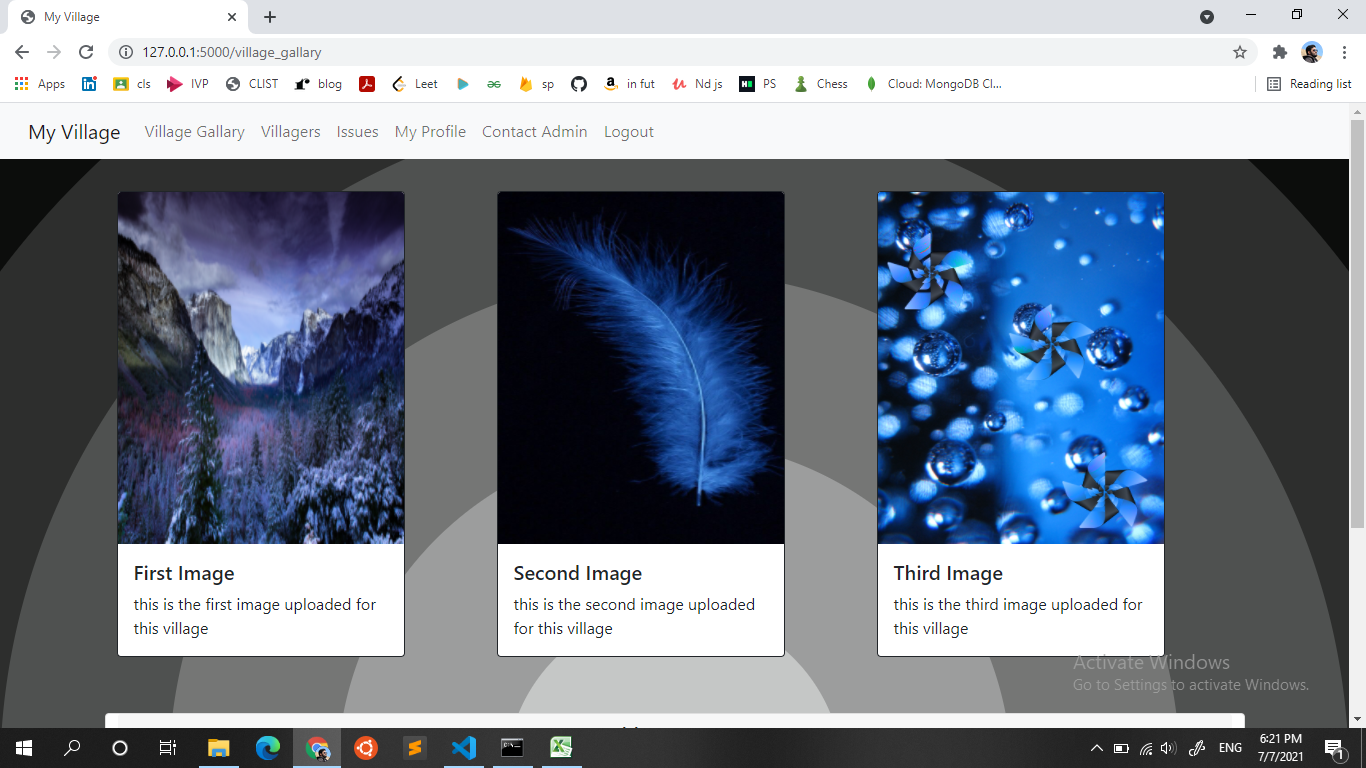 My Village
127.0.0.1:5000/village_gallary
Apps cls IVP CLIST blog Leet sp in fut Nd js PS Chess Cloud: MongoDB Cl... Reading list
My Village Village Gallary Villagers Issues My Profile Contact Admin Logout
First Image
this is the first image uploaded for
this village
Second Image
this is the second image uploaded
for this village
Third Image
this is the third image uploaded for
this village
Activate Windows
Go to Settings to activate Windows.
ENG
6:21 PM
7/7/2021
1